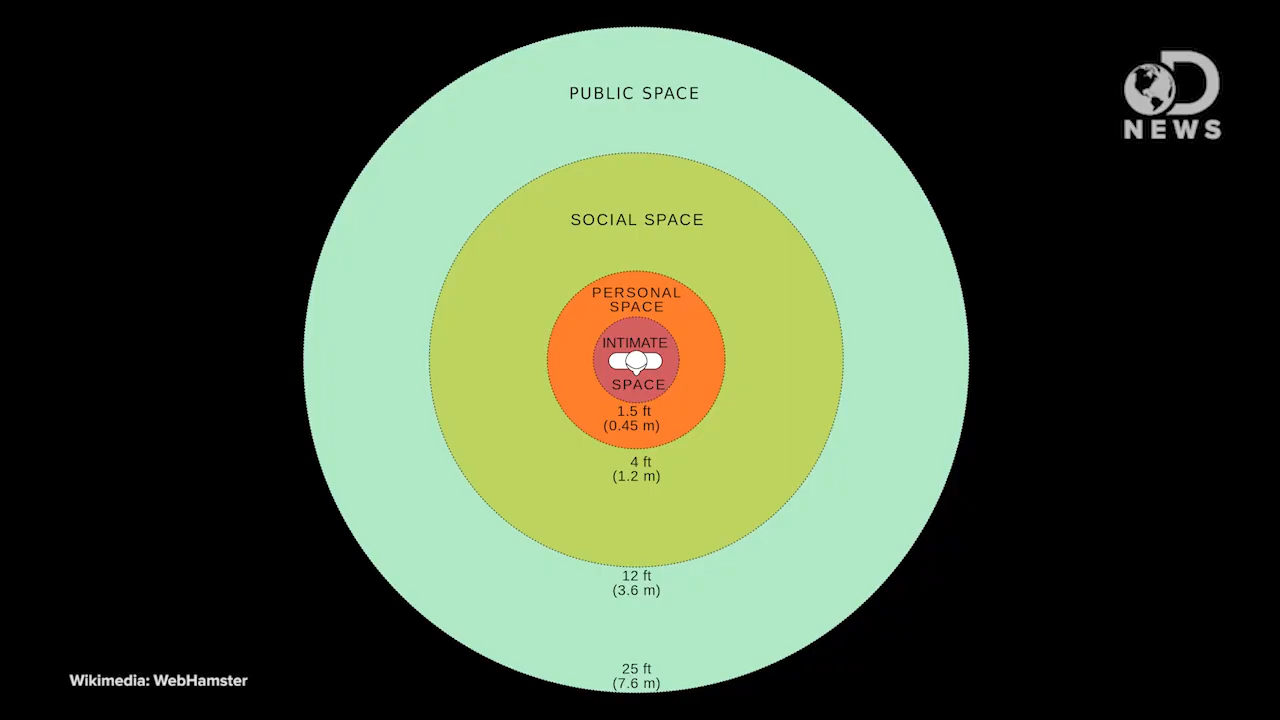 PUBLIC SPACE
NEWS
SOCIAL SPACE
PERSONAL
SPACE
INTIMATE
SPACE
1.5 ft
(0.45 m)
4 ft
(1.2 m)
12 ft
(3.6 m)
25 ft
(7.6 m)
Wikimedia: WebHamster